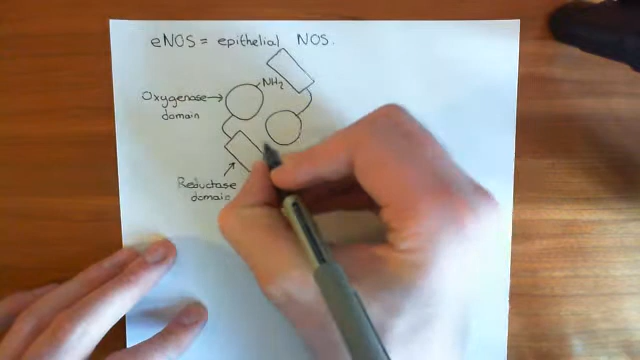 eNOS = epithelial NOS.
NH2
Oxygenase
domain
Reductase
domain